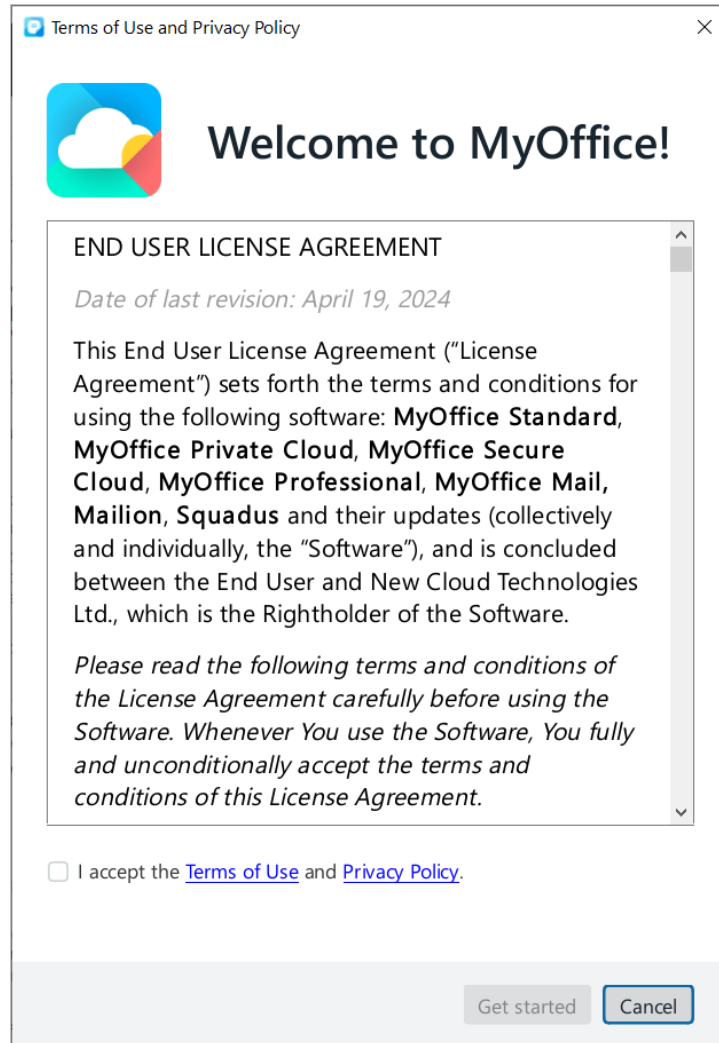 Terms of Use and Privacy Policy
Welcome to MyOffice!
END USER LICENSE AGREEMENT
Date of last revision: April 19, 2024
This End User License Agreement (“License
Agreement”) sets forth the terms and conditions for
using the following software: MyOffice Standard,
MyOffice Private Cloud, MyOffice Secure
Cloud, MyOffice Professional, MyOffice Mail,
Mailion, Squadus and their updates (collectively
and individually, the “Software”), and is concluded
between the End User and New Cloud Technologies
Ltd., which is the Rightholder of the Software.
Please read the following terms and conditions of
the License Agreement carefully before using the
Software. Whenever You use the Software, You fully
and unconditionally accept the terms and
conditions of this License Agreement.
I accept the Terms of Use and Privacy Policy.
Get started Cancel